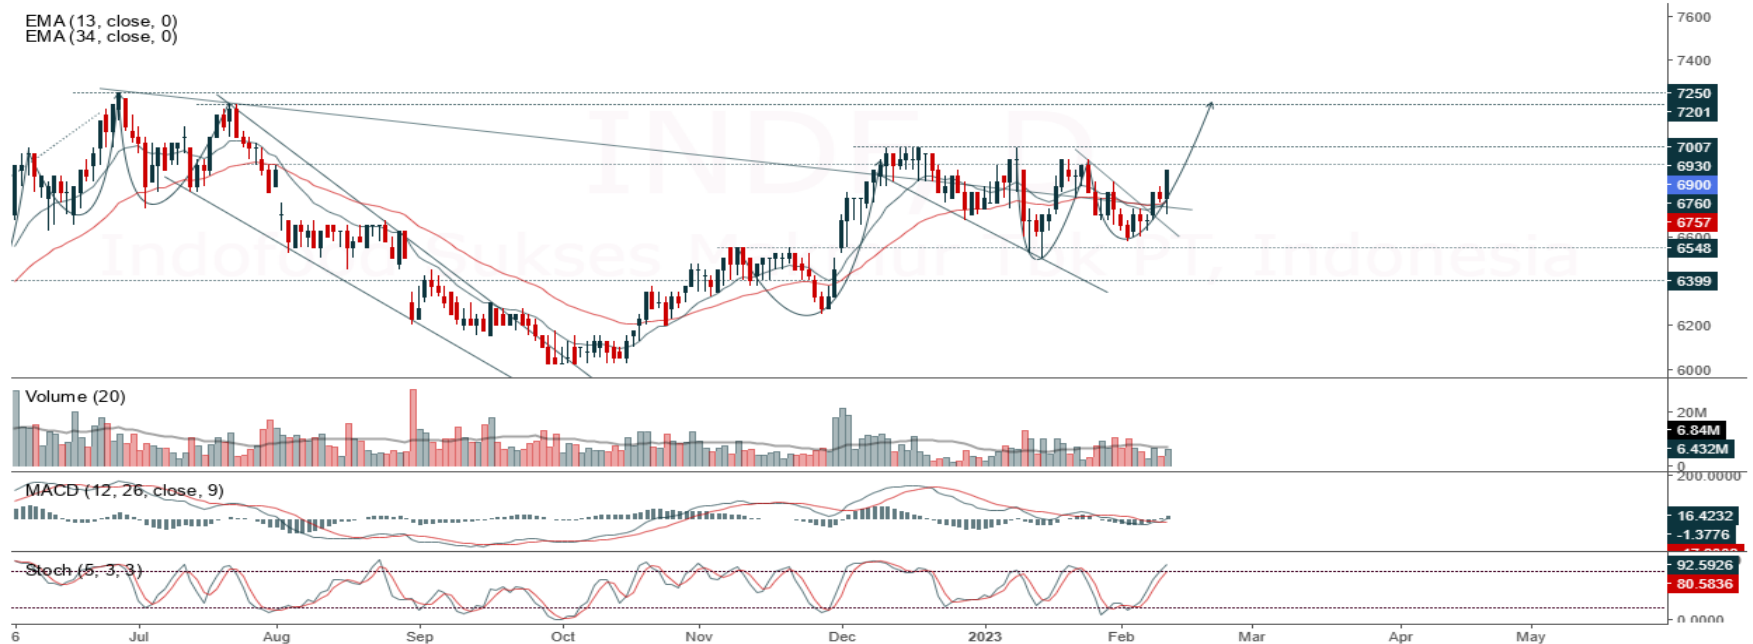 EMA (13, close, 0)
EMA (34, close, 0)
INDF, D
Indofood Sukses Makmur Tbk PT, Indonesia
7600
7400
7250
7201
7007
6930
6900
6760
6757
6600
6548
6399
6200
6000
Volume (20)
20M
6.84M
6.432M
0
MACD (12, 26, close, 9)
200.0000
16.4232
-1.3776
Stoch (5, 3, 3)
92.5926
80.5836
0.0000
6 Jul Aug Sep Oct Nov Dec 2023 Feb Mar Apr May